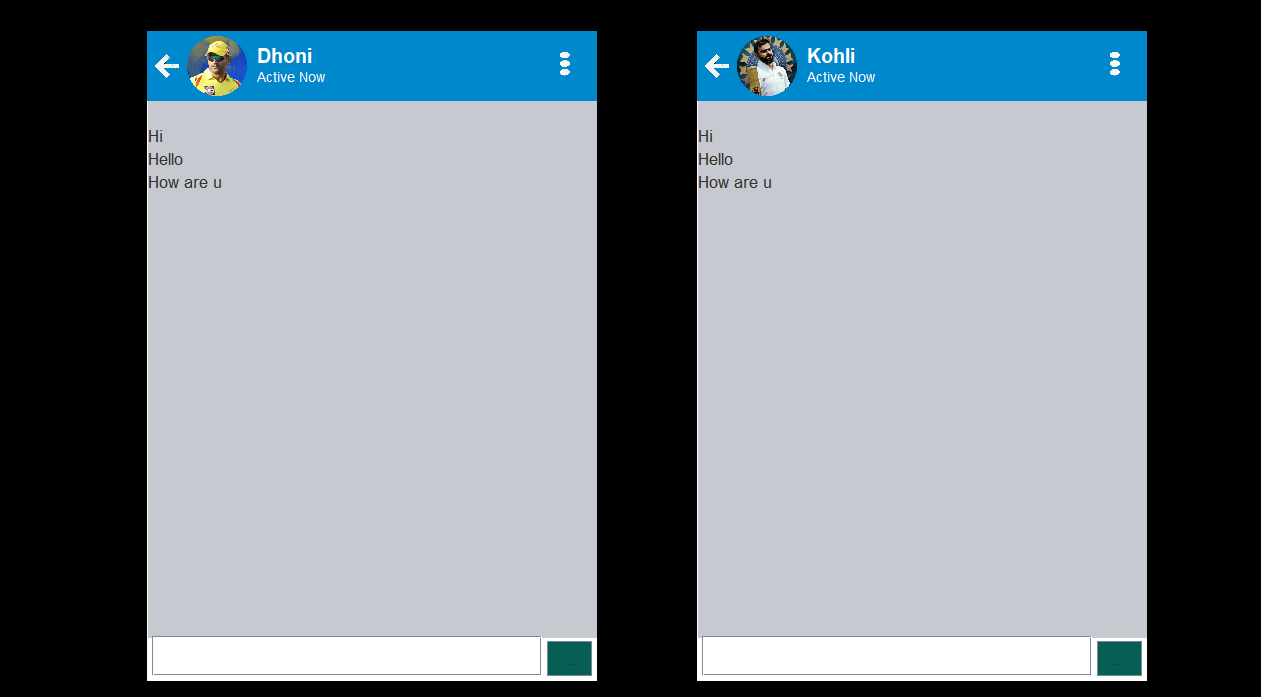 Dhoni
Active Now
Hi
Hello
How are u
...
Kohli
Active Now
Hi
Hello
How are u
...